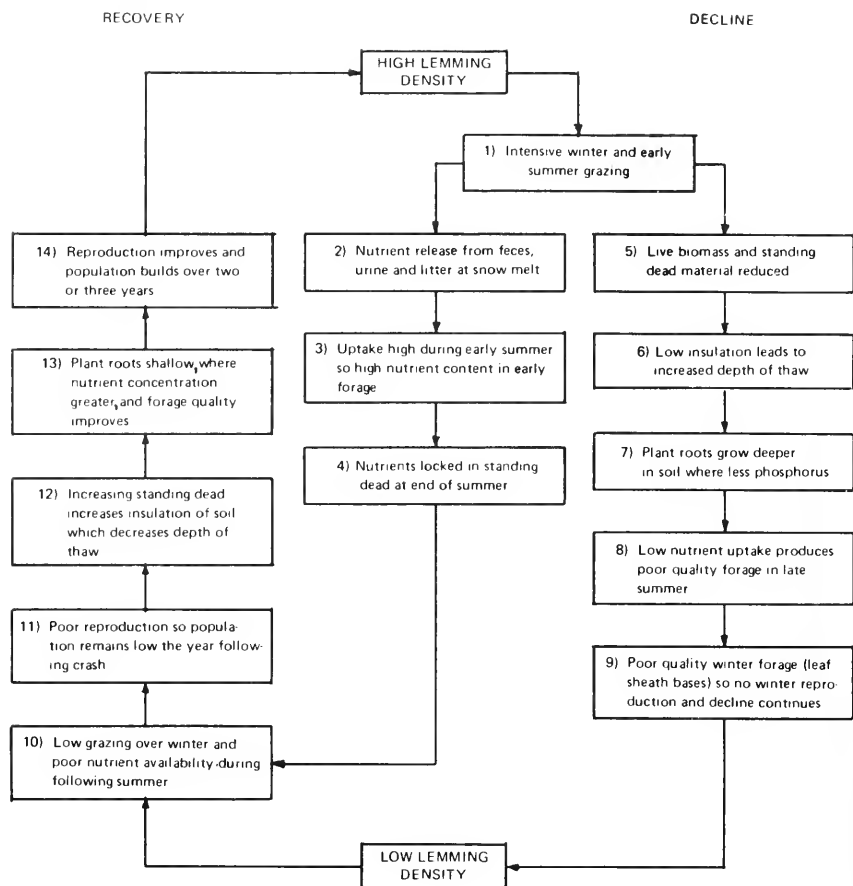 RECOVERY
DECLINE
HIGH LEMMING
DENSITY
1) Intensive winter and early
summer grazing
14) Reproduction improves and
population builds over two
or three years
2) Nutrient release from feces,
urine and litter at snow melt
5) Live biomass and standing
dead material reduced
13) Plant roots shallow, where
nutrient concentration
greater, and forage quality
improves
3) Uptake high during early summer
so high nutrient content in early
forage
6) Low insulation leads to
increased depth of thaw
12) Increasing standing dead
increases insulation of soil
which decreases depth of
thaw
4) Nutrients locked in standing
dead at end of summer
7) Plant roots grow deeper
in soil where less phosphorus
8) Low nutrient uptake produces
poor quality forage in late
summer
11) Poor reproduction so popula-
tion remains low the year follow-
ing crash
9) Poor quality winter forage (leaf
sheath bases) so no winter repro-
duction and decline continues
10) Low grazing over winter and
poor nutrient availability during
following summer
LOW LEMMING
DENSITY